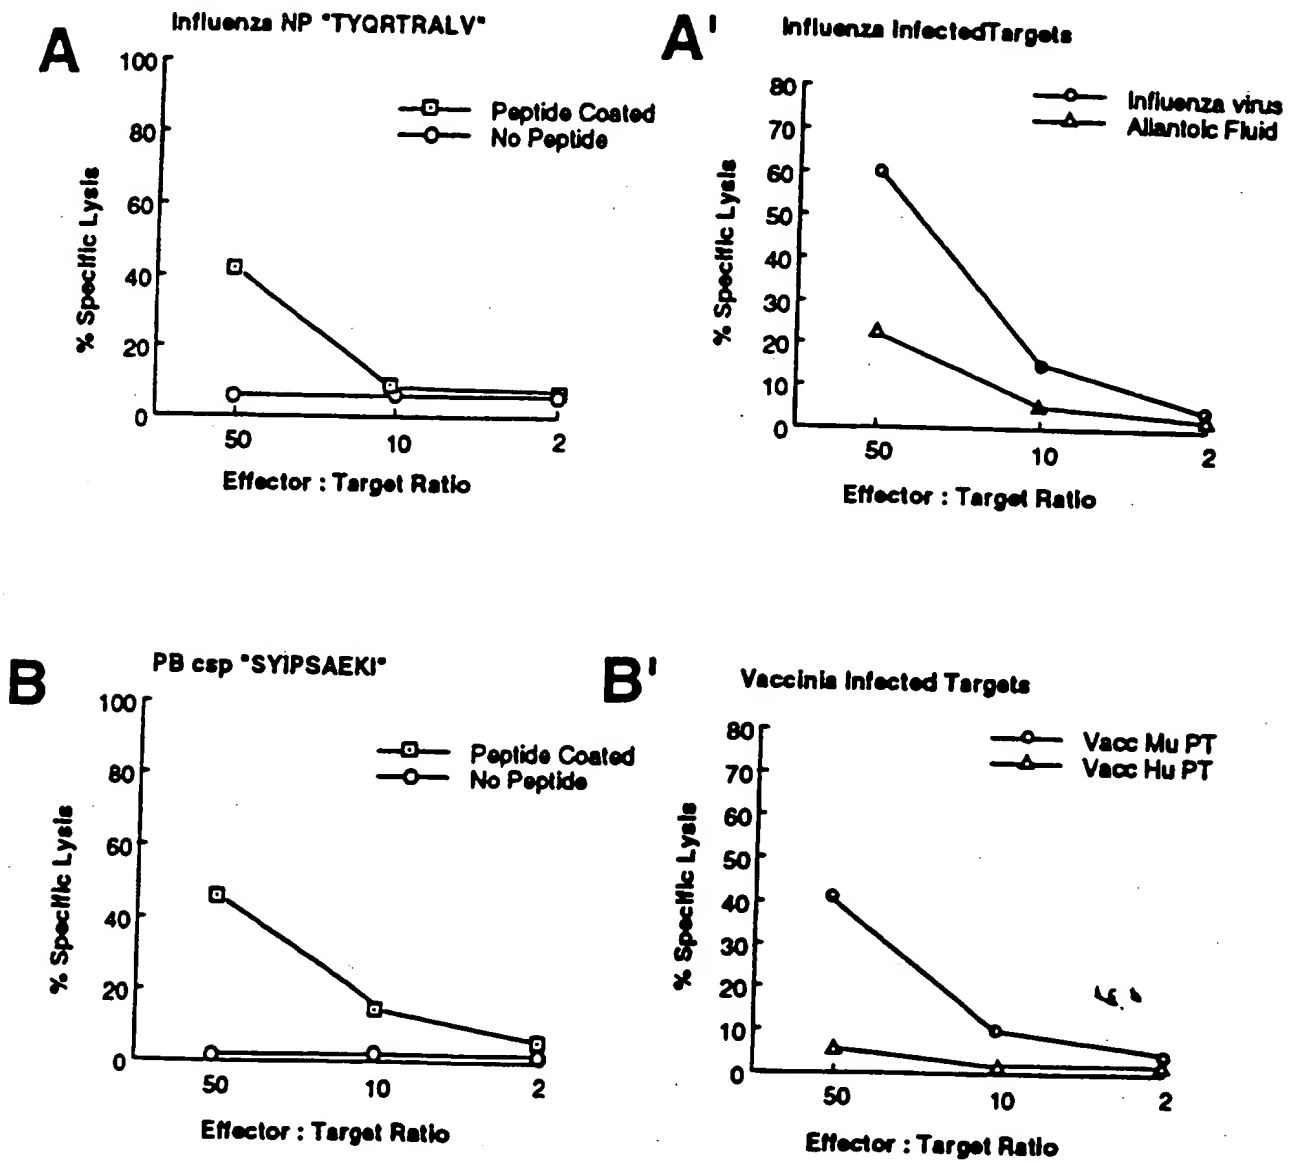 A
Influenza NP "TYQRTRALV"
100
80
60
40
20
0
50
10
2
% Specific Lysis
Effector : Target Ratio
Peptide Coated
No Peptide
A'
Influenza InfectedTargets
80
70
60
50
40
30
20
10
0
50
10
2
% Specific Lysis
Effector : Target Ratio
Influenza virus
Allantoic Fluid
B
PB csp "SYIPSAEKI"
100
80
60
40
20
0
50
10
2
% Specific Lysis
Effector : Target Ratio
Peptide Coated
No Peptide
B'
Vaccinia Infected Targets
80
70
60
50
40
30
20
10
0
50
10
2
% Specific Lysis
Effector : Target Ratio
Vacc Mu PT
Vacc Hu PT